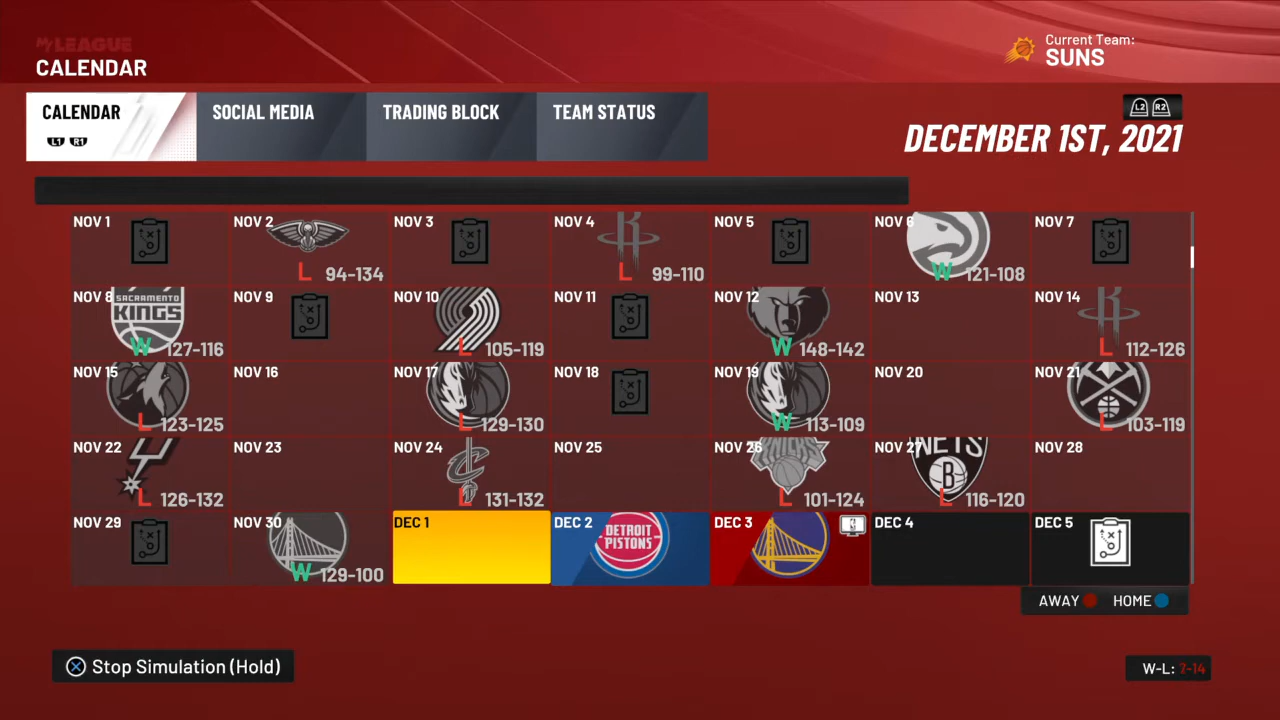 MYLEAGUE
CALENDAR
Current Team:
SUNS
CALENDAR
L1 R1
SOCIAL MEDIA
TRADING BLOCK
TEAM STATUS
L2 R2
DECEMBER 1ST, 2021
NOV 1
NOV 2
L 94-134
NOV 3
NOV 4
R
L 99-110
NOV 5
NOV 6
W 121-108
NOV 7
NOV 8
SACRAMENTO
KINGS
W 127-116
NOV 9
NOV 10
L 105-119
NOV 11
NOV 12
W 148-142
NOV 13
NOV 14
R
L 112-126
NOV 15
L 123-125
NOV 16
NOV 17
L 129-130
NOV 18
NOV 19
W 113-109
NOV 20
NOV 21
L 103-119
NOV 22
L 126-132
NOV 23
NOV 24
L 131-132
NOV 25
NOV 26
L 101-124
NOV 27
NETS
B
L 116-120
NOV 28
NOV 29
NOV 30
W 129-100
DEC 1
DEC 2
DETROIT
PISTONS
DEC 3
DEC 4
DEC 5
AWAY HOME
Stop Simulation (Hold)
W-L: 7-14